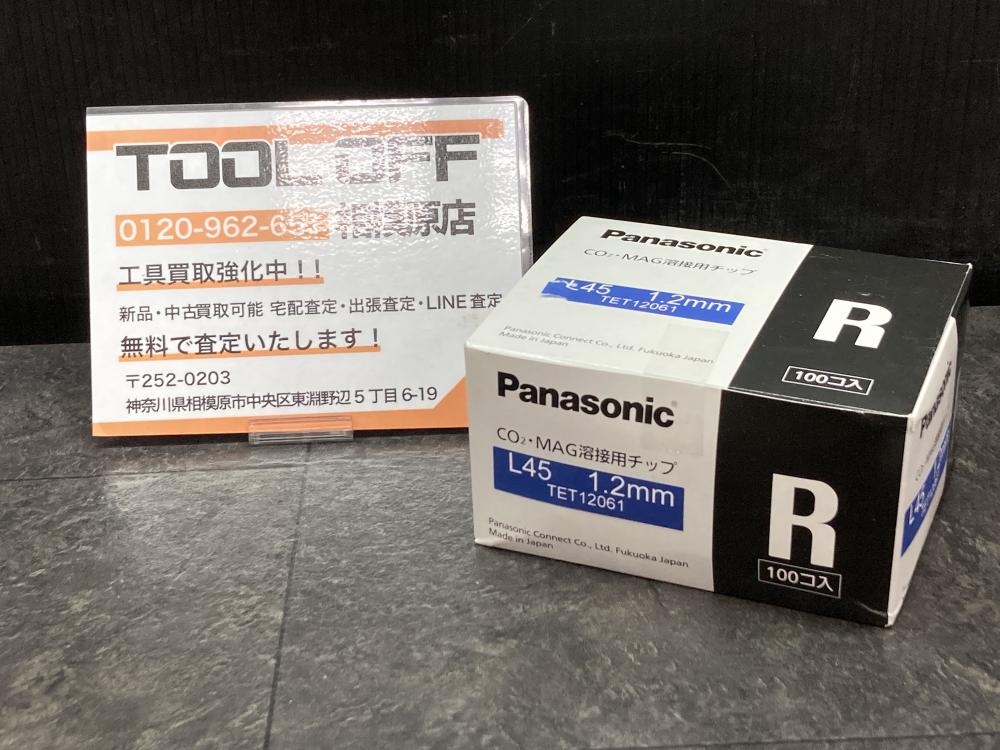 TOOL OFF
0120-962-6 相模原店
工具買取強化中!!
新品・中古買取可能 宅配査定・出張査定・LINE査定
無料で査定いたします!
〒252-0203
神奈川県相模原市中央区東淵野辺5丁目6-19
Panasonic
CO₂・MAG溶接用チップ
L45 1.2mm
TET12061
Panasonic Connect Co., Ltd. Fukuoka Japan
Made in Japan
R
100コ入
Panasonic
CO₂・MAG溶接用チップ
L45 1.2mm
TET12061
Panasonic Connect Co., Ltd. Fukuoka Japan
Made in Japan
R
100コ入
Panasonic